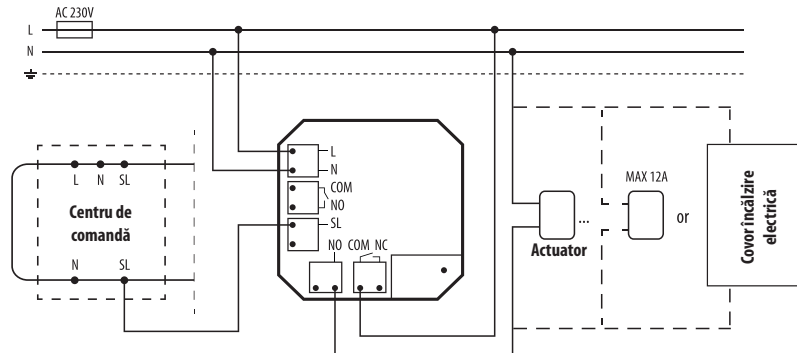 AC 230V
L
N
L
N
COM
NO
SL
NO COM NC
L N SL
Centru de
comandă
N SL
Actuator
...
MAX 12A
or
Covor încălzire
electrică